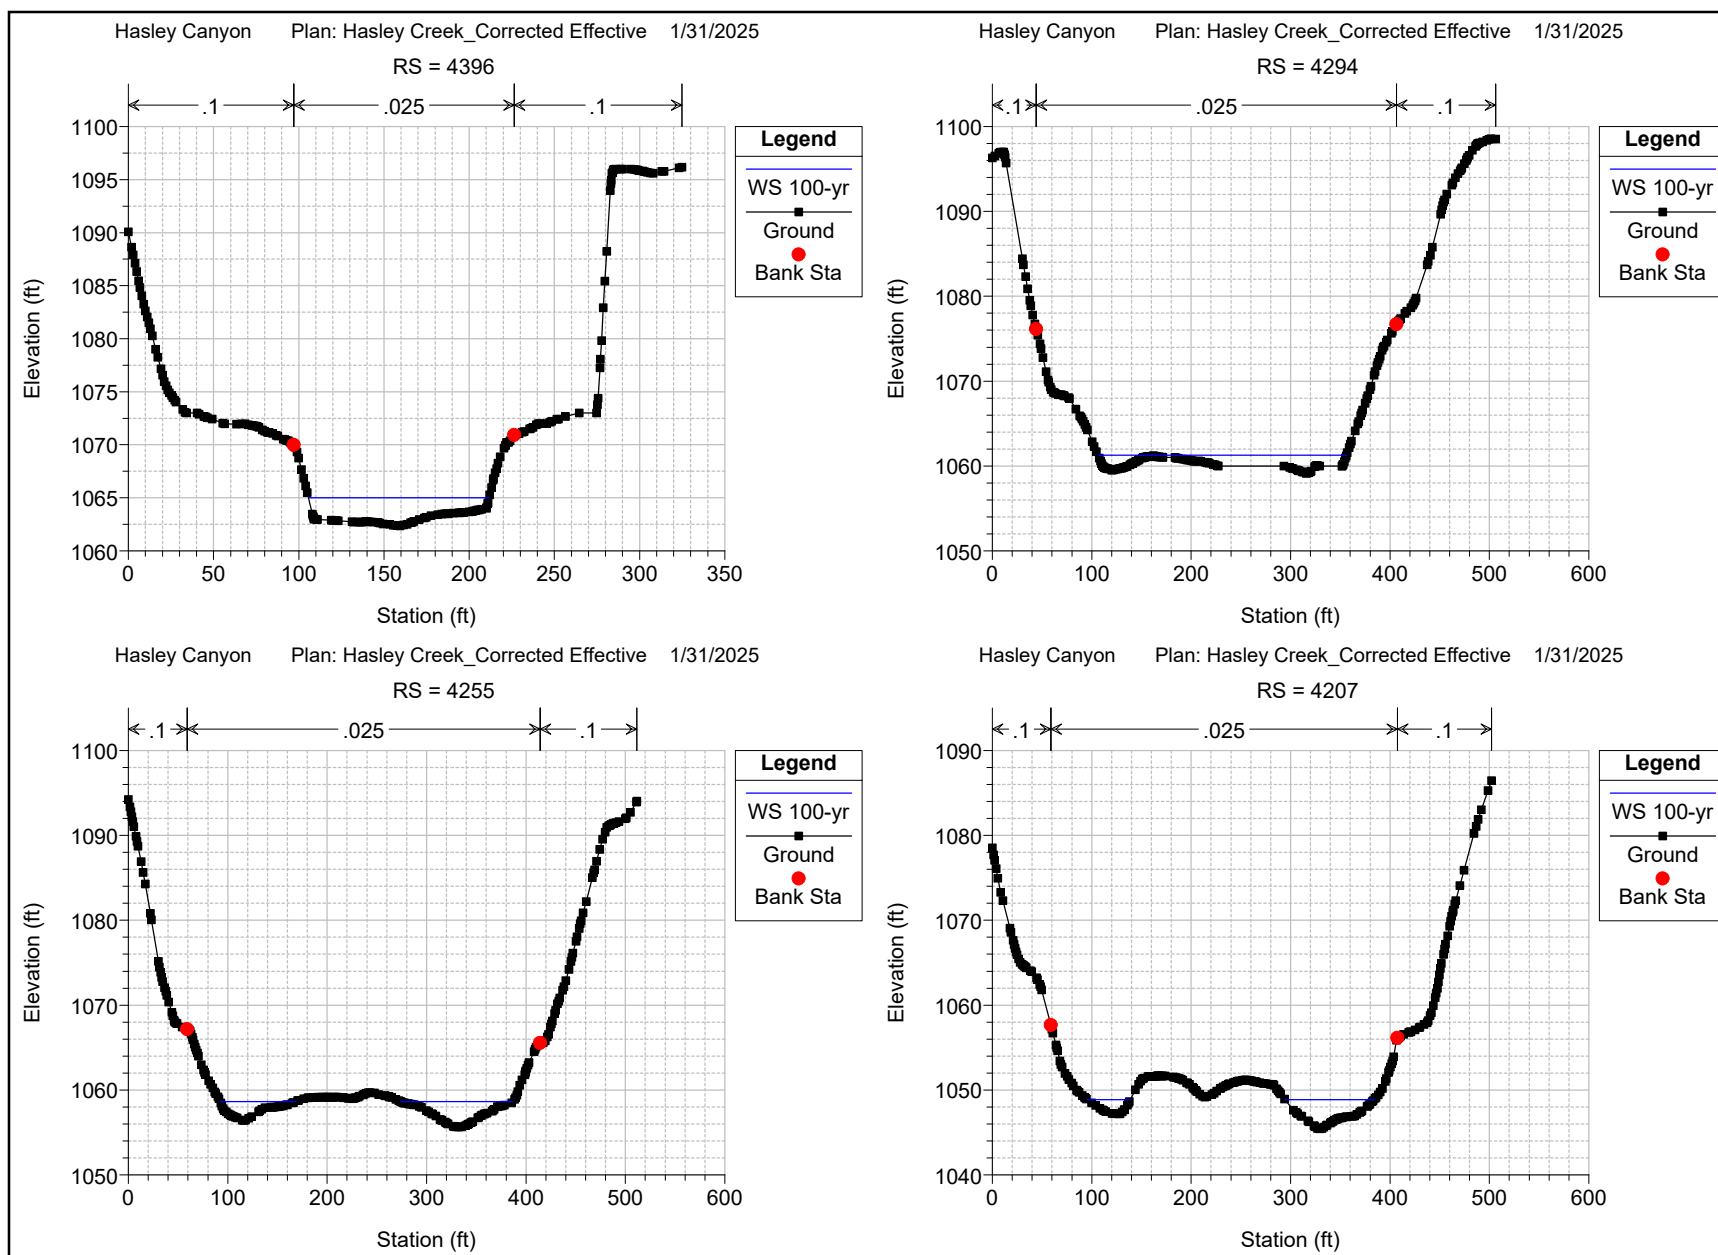 Hasley Canyon Plan: Hasley Creek_Corrected Effective 1/31/2025
RS = 4396
.1 .025 .1
1100
1095
1090
1085
1080
1075
1070
1065
1060
0 50 100 150 200 250 300 350
Station (ft)
Elevation (ft)
Legend
WS 100-yr
Ground
Bank Sta
Hasley Canyon Plan: Hasley Creek_Corrected Effective 1/31/2025
RS = 4294
.1 .025 .1
1100
1090
1080
1070
1060
1050
0 100 200 300 400 500 600
Station (ft)
Elevation (ft)
Legend
WS 100-yr
Ground
Bank Sta
Hasley Canyon Plan: Hasley Creek_Corrected Effective 1/31/2025
RS = 4255
.1 .025 .1
1100
1090
1080
1070
1060
1050
0 100 200 300 400 500 600
Station (ft)
Elevation (ft)
Legend
WS 100-yr
Ground
Bank Sta
Hasley Canyon Plan: Hasley Creek_Corrected Effective 1/31/2025
RS = 4207
.1 .025 .1
1090
1080
1070
1060
1050
1040
0 100 200 300 400 500 600
Station (ft)
Elevation (ft)
Legend
WS 100-yr
Ground
Bank Sta